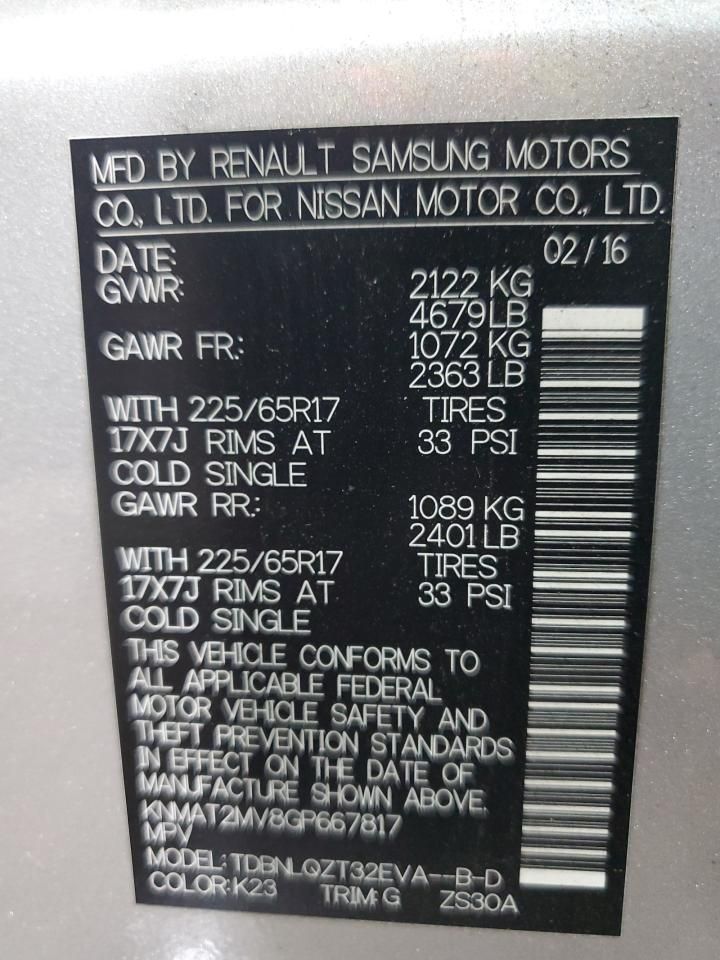 MFD BY RENAULT SAMSUNG MOTORS
CO., LTD. FOR NISSAN MOTOR CO., LTD.
DATE: 02/16
GVWR: 2122 KG
4679 LB
GAWR FR: 1072 KG
2363 LB
WITH 225/65R17 TIRES
17X7J RIMS AT 33 PSI
COLD SINGLE
GAWR RR: 1089 KG
2401 LB
WITH 225/65R17 TIRES
17X7J RIMS AT 33 PSI
COLD SINGLE
THIS VEHICLE CONFORMS TO
ALL APPLICABLE FEDERAL
MOTOR VEHICLE SAFETY AND
THEFT PREVENTION STANDARDS
IN EFFECT ON THE DATE OF
MANUFACTURE SHOWN ABOVE.
KNMAT2MV8GP667817
MPV
MODEL: TDBNLQZT32EVA--B-D
COLOR: K23 TRIM: G ZS30A